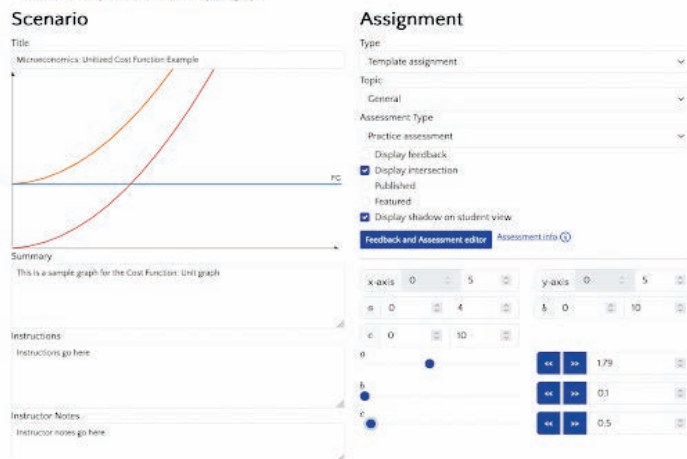 Scenario
Title
Microeconomics: Unitized Cost Function Example
FC
Summary
This is a sample graph for the Cost Function: Unit graph
Instructions
Instructions go here
Instructor Notes
Instructor notes go here
Assignment
Type
Template assignment
Topic
General
Assessment Type
Practice assessment
Display feedback
Display intersection
Published
Featured
Display shadow on student view
Feedback and Assessment editor Assessment info
x-axis 0 5 y-axis 0 5
a 0 4 b 0 10
c 0 10
a << >> 1.79
b << >> 0.1
c << >> 0.5